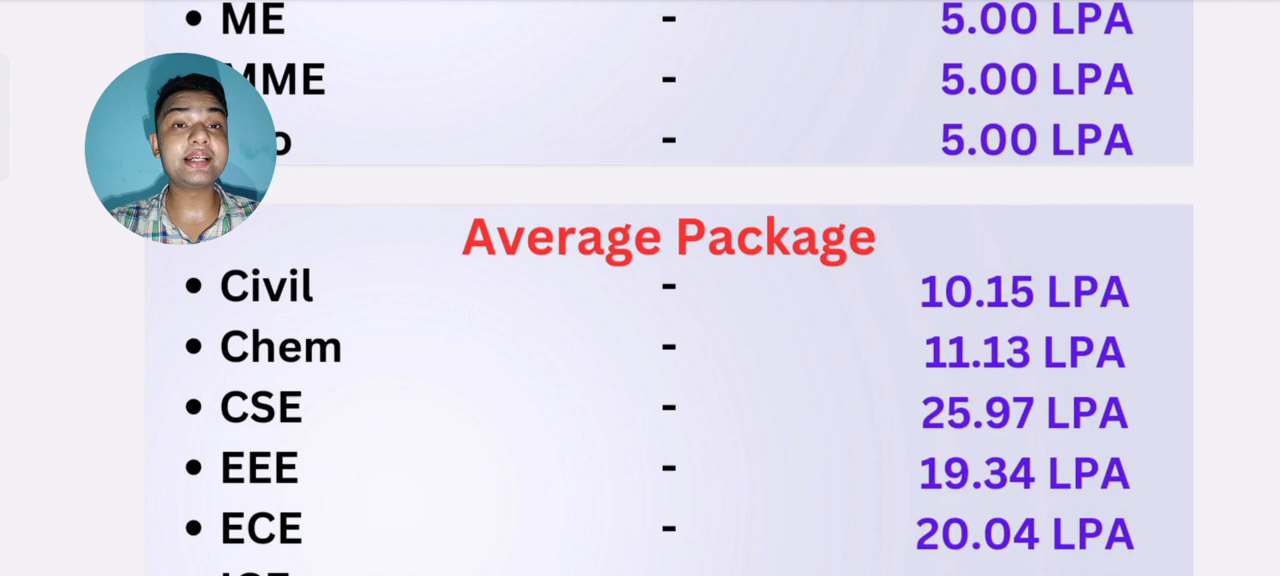 • ME - 5.00 LPA
MME - 5.00 LPA
- 5.00 LPA
Average Package
• Civil - 10.15 LPA
• Chem - 11.13 LPA
• CSE - 25.97 LPA
• EEE - 19.34 LPA
• ECE - 20.04 LPA